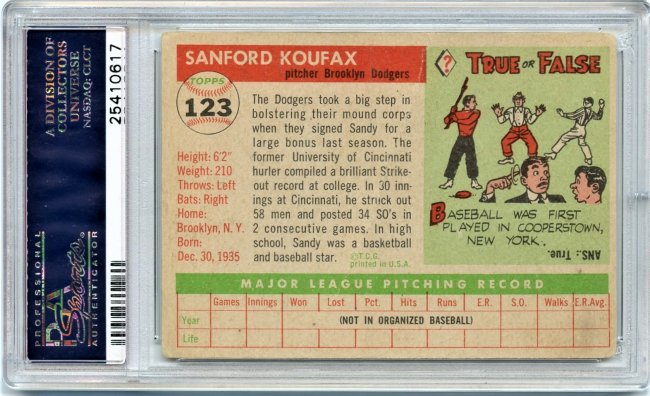 A DIVISION OF
COLLECTORS
UNIVERSE
NASDAQ: CLCT
25410617
PROFESSIONAL
PSA
Sports
AUTHENTICATOR
SANFORD KOUFAX
pitcher Brooklyn Dodgers
TOPPS
123
Height: 6'2"
Weight: 210
Throws: Left
Bats: Right
Home:
Brooklyn, N. Y.
Born:
Dec. 30, 1935
The Dodgers took a big step in
bolstering their mound corps
when they signed Sandy for a
large bonus last season. The
former University of Cincinnati
hurler compiled a brilliant Strike-
out record at college. In 30 inn-
ings at Cincinnati, he struck out
58 men and posted 34 SO's in
2 consecutive games. In high
school, Sandy was a basketball
and baseball star.
©T.C.G.
printed in U.S.A.
?
TRUE OR FALSE
BASEBALL WAS FIRST
PLAYED IN COOPERSTOWN,
NEW YORK.
ANS.: True.
MAJOR LEAGUE PITCHING RECORD
Games Innings Won Lost Pct. Hits Runs E.R. S.O. Walks E.R.Avg.
Year
(NOT IN ORGANIZED BASEBALL)
Life